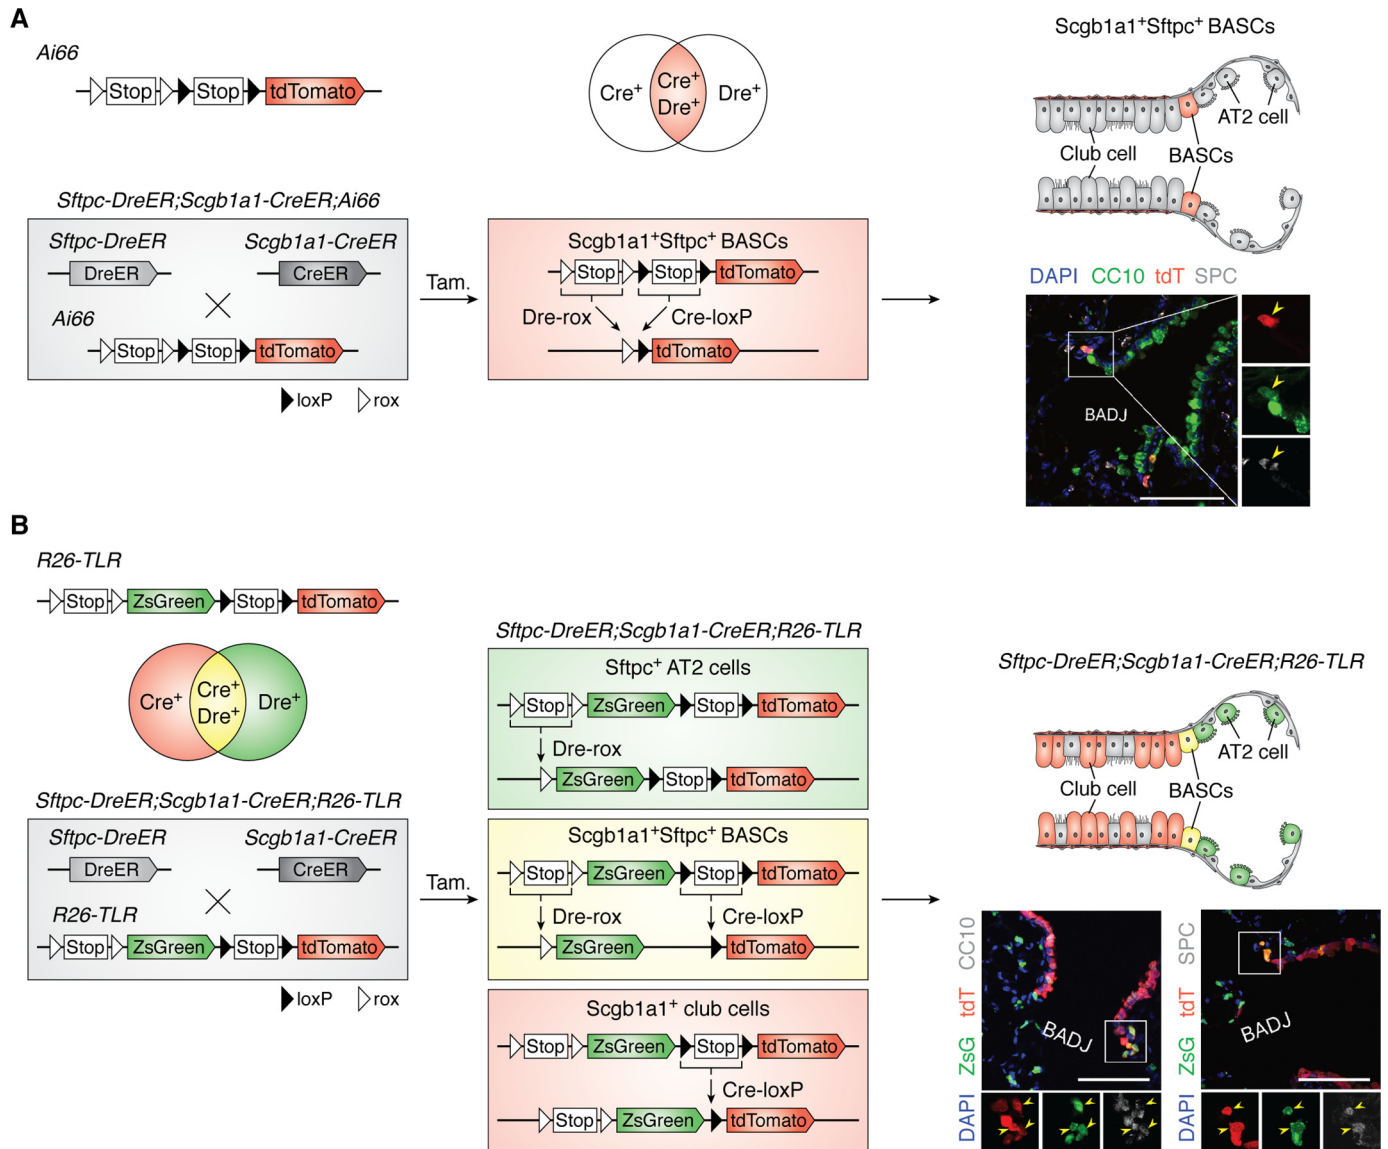 A
Ai66
Stop Stop tdTomato
Cre+ Cre+ Dre+ Dre+
Scgb1a1+Sftpc+ BASCs
AT2 cell
Club cell BASCs
Sftpc-DreER;Scgb1a1-CreER;Ai66
Sftpc-DreER Scgb1a1-CreER
DreER CreER
Ai66
Stop Stop tdTomato
loxP rox
Tam.
Scgb1a1+Sftpc+ BASCs
Stop Stop tdTomato
Dre-rox Cre-loxP
tdTomato
DAPI CC10 tdT SPC
BADJ
B
R26-TLR
Stop ZsGreen Stop tdTomato
Cre+ Cre+ Dre+ Dre+
Sftpc-DreER;Scgb1a1-CreER;R26-TLR
Sftpc-DreER Scgb1a1-CreER
DreER CreER
R26-TLR
Stop ZsGreen Stop tdTomato
loxP rox
Tam.
Sftpc-DreER;Scgb1a1-CreER;R26-TLR
Sftpc+ AT2 cells
Stop ZsGreen Stop tdTomato
Dre-rox
ZsGreen Stop tdTomato
Scgb1a1+Sftpc+ BASCs
Stop ZsGreen Stop tdTomato
Dre-rox Cre-loxP
ZsGreen tdTomato
Scgb1a1+ club cells
Stop ZsGreen Stop tdTomato
Cre-loxP
Stop ZsGreen tdTomato
Sftpc-DreER;Scgb1a1-CreER;R26-TLR
AT2 cell
Club cell BASCs
DAPI ZsG tdT CC10
BADJ
DAPI ZsG tdT SPC
BADJ